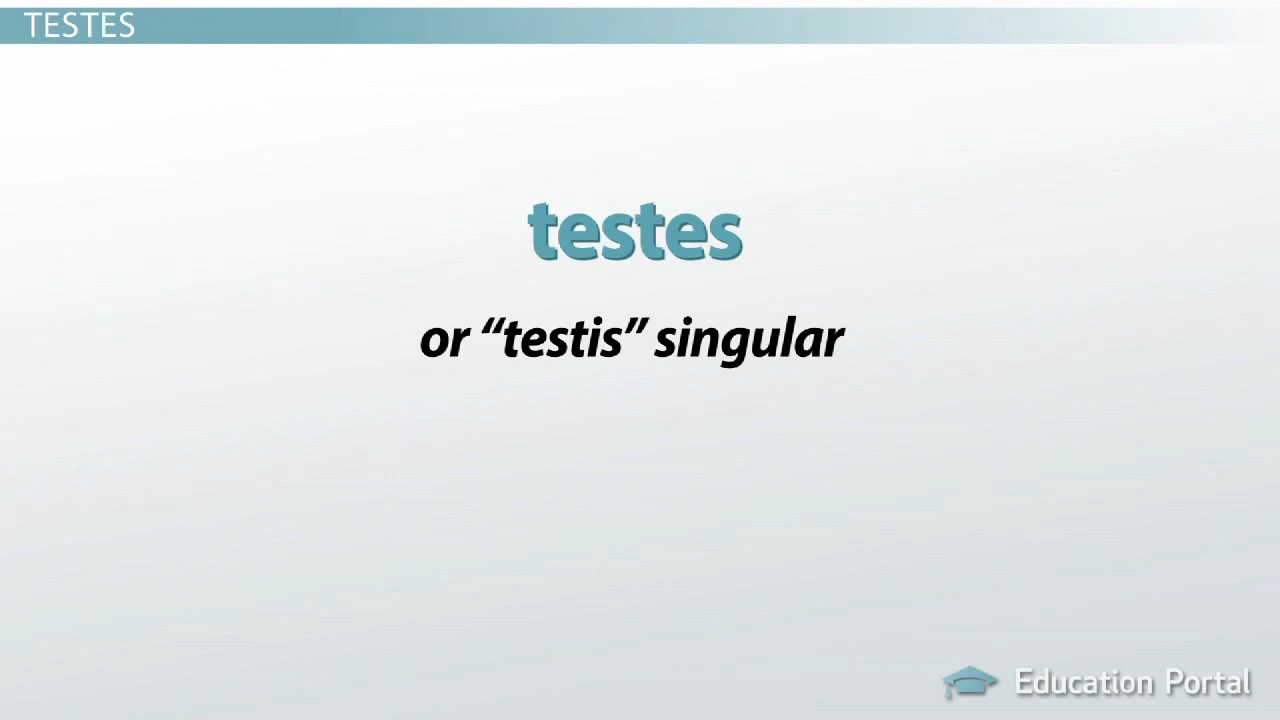 TESTES
testes
or “testis” singular
Education Portal